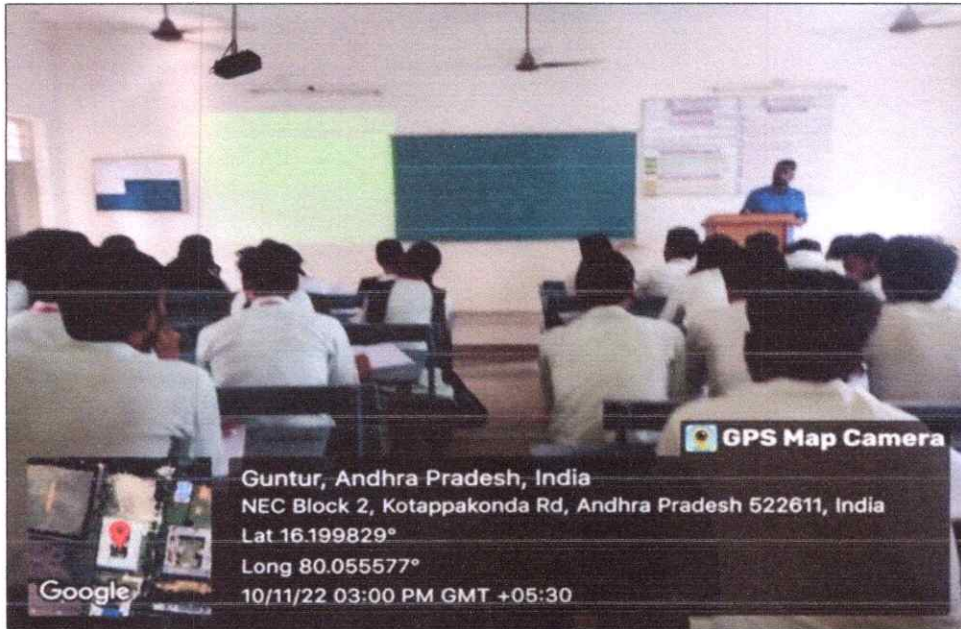 GPS Map Camera
Guntur, Andhra Pradesh, India
NEC Block 2, Kotappakonda Rd, Andhra Pradesh 522611, India
Lat 16.199829°
Long 80.055577°
10/11/22 03:00 PM GMT +05:30
Google